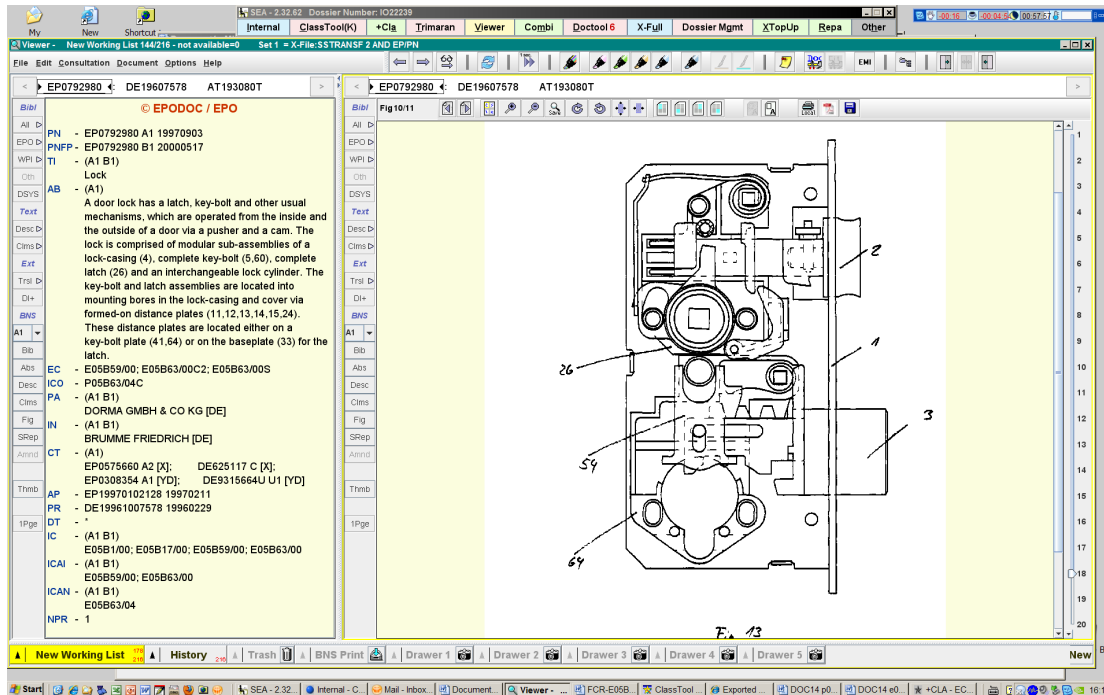 My
New
Shortcut
SEA - 2.32.62 Dossier Number: IO22239
Internal ClassTool(K) +Cla Trimaran Viewer Combi Doctool 6 X-Full Dossier Mgmt XTopUp Repa Other
-00:16 -00:04:5 00:57:57
Viewer - New Working List 144/216 - not available=0 Set 1 = X-File:SSTRANSF 2 AND EP/PN
File Edit Consultation Document Options Help
EP0792980 DE19607578 AT193080T
Bibl
All
EPO
WPI
Oth
DSYS
Text
Desc
Clms
Ext
Trsl
DI+
BNS
A1
Bib
Abs
Desc
Clms
Fig
SRep
Amnd
Thmb
1Pge
© EPODOC / EPO
PN - EP0792980 A1 19970903
PNFP - EP0792980 B1 20000517
TI - (A1 B1)
Lock
AB - (A1)
A door lock has a latch, key-bolt and other usual
mechanisms, which are operated from the inside and
the outside of a door via a pusher and a cam. The
lock is comprised of modular sub-assemblies of a
lock-casing (4), complete key-bolt (5,60), complete
latch (26) and an interchangeable lock cylinder. The
key-bolt and latch assemblies are located into
mounting bores in the lock-casing and cover via
formed-on distance plates (11,12,13,14,15,24).
These distance plates are located either on a
key-bolt plate (41,64) or on the baseplate (33) for the
latch.
EC - E05B59/00; E05B63/00C2; E05B63/00S
ICO - P05B63/04C
PA - (A1 B1)
DORMA GMBH & CO KG [DE]
IN - (A1 B1)
BRUMME FRIEDRICH [DE]
CT - (A1)
EP0575660 A2 [X]; DE625117 C [X];
EP0308354 A1 [YD]; DE9315664U U1 [YD]
AP - EP19970102128 19970211
PR - DE19961007578 19960229
DT - *
IC - (A1 B1)
E05B1/00; E05B17/00; E05B59/00; E05B63/00
ICAI - (A1 B1)
E05B59/00; E05B63/00
ICAN - (A1 B1)
E05B63/04
NPR - 1
EP0792980 DE19607578 AT193080T
Bibl Fig10/11 Save Local
All
EPO
WPI
Oth
DSYS
Text
Desc
Clms
Ext
Trsl
DI+
BNS
A1
Bib
Abs
Desc
Clms
Fig
SRep
Amnd
Thmb
1Pge
2
1
26
3
54
64
Fig. 13
1
2
3
4
5
6
7
8
9
10
11
12
13
14
15
16
17
18
19
20
New Working List 178 216 History 216 Trash BNS Print Drawer 1 Drawer 2 Drawer 3 Drawer 4 Drawer 5 New
Start SEA - 2.32... Internal - C... Mail - Inbox... Document... Viewer - ... FCR-E05B... ClassTool ... Exported ... DOC14 p0... DOC14 e0... +CLA - EC...